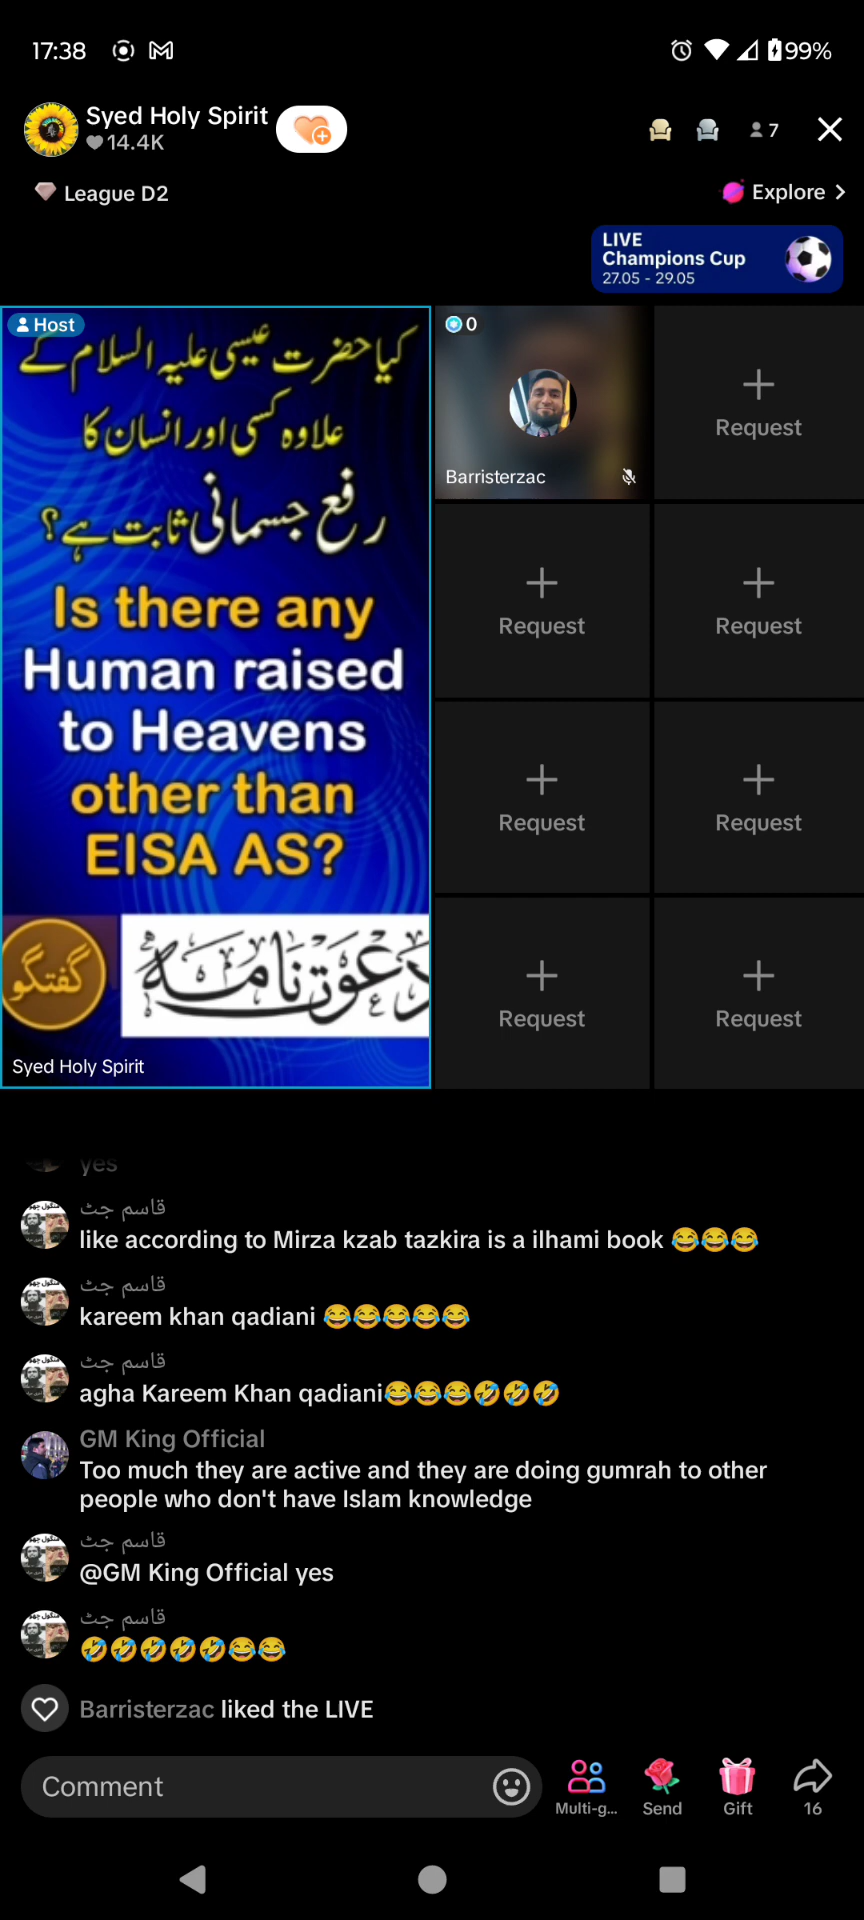 17:38
99%
Syed Holy Spirit
14.4K
7
League D2
Explore
LIVE
Champions Cup
27.05 - 29.05
Host
کیا حضرت عیسی علیہ السلام کے
علاوہ کسی اور انسان کا
رفع جسمانی ثابت ہے؟
Is there any
Human raised
to Heavens
other than
EISA AS?
گفتگو
دعوت نامہ
Syed Holy Spirit
0
Barristerzac
Request
Request
Request
Request
Request
Request
Request
yes
قاسم جٹ
like according to Mirza kzab tazkira is a ilhami book 😂😂😂
قاسم جٹ
kareem khan qadiani 😂😂😂😂😂
قاسم جٹ
agha Kareem Khan qadiani😂😂😂🤣🤣🤣
GM King Official
Too much they are active and they are doing gumrah to other
people who don't have Islam knowledge
قاسم جٹ
@GM King Official yes
قاسم جٹ
🤣🤣🤣🤣🤣😂😂
Barristerzac liked the LIVE
Comment
Multi-g...
Send
Gift
16